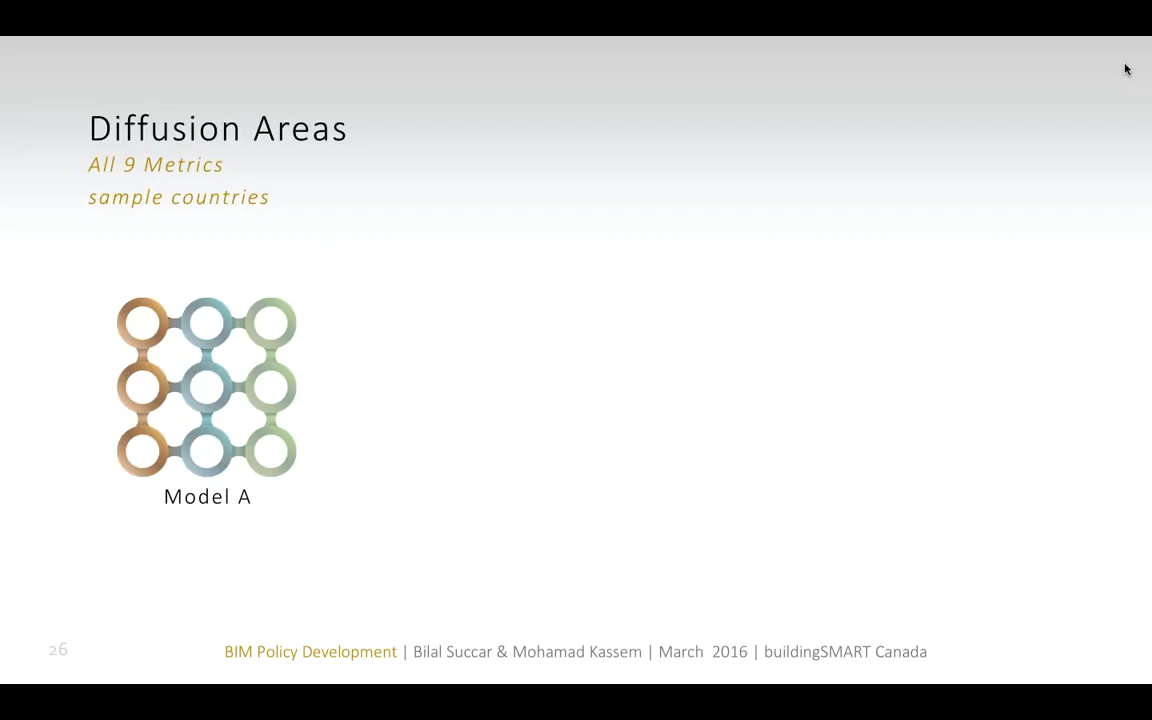 Diffusion Areas
All 9 Metrics
sample countries
Model A
26
BIM Policy Development | Bilal Succar & Mohamad Kassem | March 2016 | buildingSMART Canada